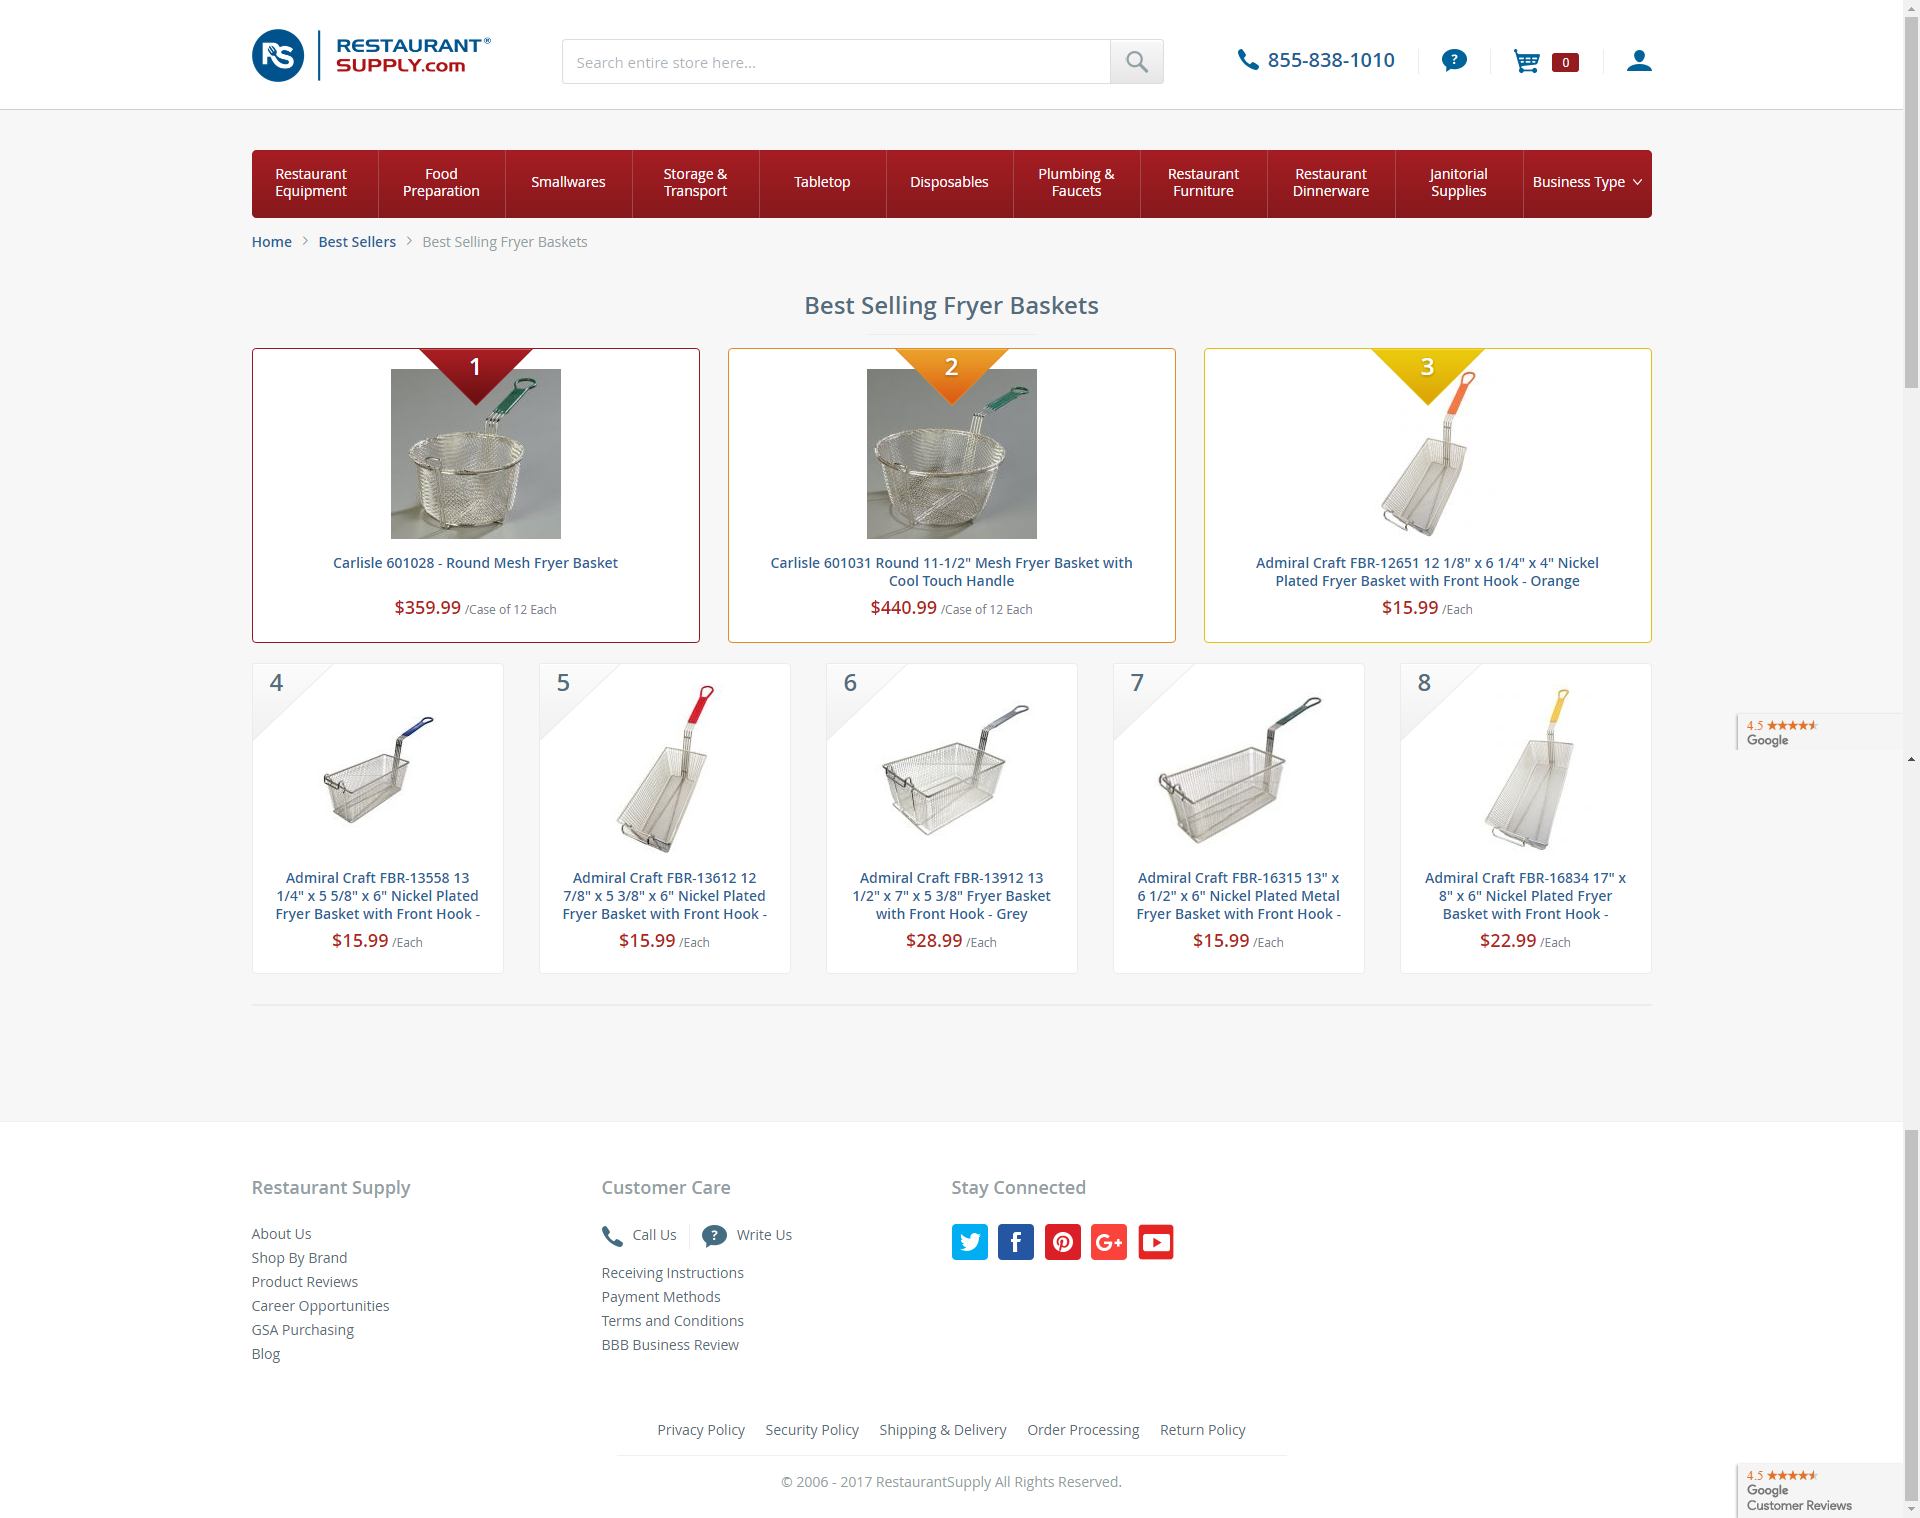 RS RESTAURANT®
SUPPLY.com
Search entire store here...
855-838-1010
?
0
Restaurant
Equipment
Food
Preparation
Smallwares
Storage &
Transport
Tabletop
Disposables
Plumbing &
Faucets
Restaurant
Furniture
Restaurant
Dinnerware
Janitorial
Supplies
Business Type
Home > Best Sellers > Best Selling Fryer Baskets
Best Selling Fryer Baskets
1
Carlisle 601028 - Round Mesh Fryer Basket
$359.99 /Case of 12 Each
2
Carlisle 601031 Round 11-1/2" Mesh Fryer Basket with
Cool Touch Handle
$440.99 /Case of 12 Each
3
Admiral Craft FBR-12651 12 1/8" x 6 1/4" x 4" Nickel
Plated Fryer Basket with Front Hook - Orange
$15.99 /Each
4
Admiral Craft FBR-13558 13
1/4" x 5 5/8" x 6" Nickel Plated
Fryer Basket with Front Hook -
$15.99 /Each
5
Admiral Craft FBR-13612 12
7/8" x 5 3/8" x 6" Nickel Plated
Fryer Basket with Front Hook -
$15.99 /Each
6
Admiral Craft FBR-13912 13
1/2" x 7" x 5 3/8" Fryer Basket
with Front Hook - Grey
$28.99 /Each
7
Admiral Craft FBR-16315 13" x
6 1/2" x 6" Nickel Plated Metal
Fryer Basket with Front Hook -
$15.99 /Each
8
Admiral Craft FBR-16834 17" x
8" x 6" Nickel Plated Fryer
Basket with Front Hook -
$22.99 /Each
4.5
Google
Restaurant Supply
About Us
Shop By Brand
Product Reviews
Career Opportunities
GSA Purchasing
Blog
Customer Care
Call Us
? Write Us
Receiving Instructions
Payment Methods
Terms and Conditions
BBB Business Review
Stay Connected
f
G+
Privacy Policy Security Policy Shipping & Delivery Order Processing Return Policy
© 2006 - 2017 RestaurantSupply All Rights Reserved.
4.5
Google
Customer Reviews